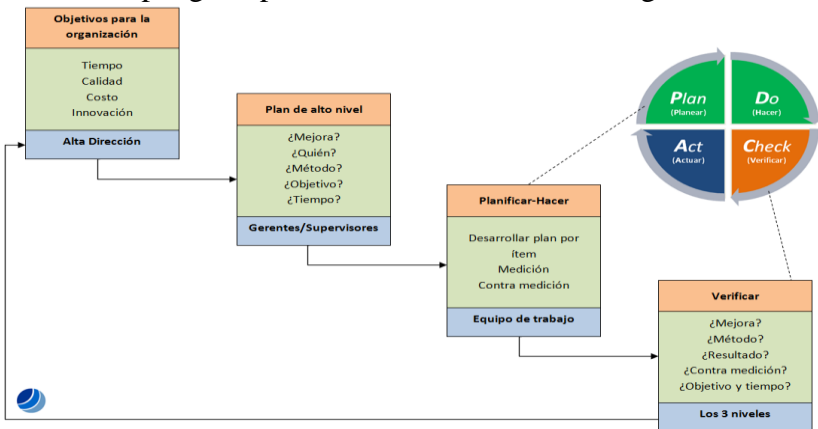 Objetivos para la
organización
Tiempo
Calidad
Costo
Innovación
Alta Dirección
Plan de alto nivel
¿Mejora?
¿Quién?
¿Método?
¿Objetivo?
¿Tiempo?
Gerentes/Supervisores
Planificar-Hacer
Desarrollar plan por
ítem
Medición
Contra medición
Equipo de trabajo
Verificar
¿Mejora?
¿Método?
¿Resultado?
¿Contra medición?
¿Objetivo y tiempo?
Los 3 niveles
Plan
(Planear)
Do
(Hacer)
Act
(Actuar)
Check
(Verificar)